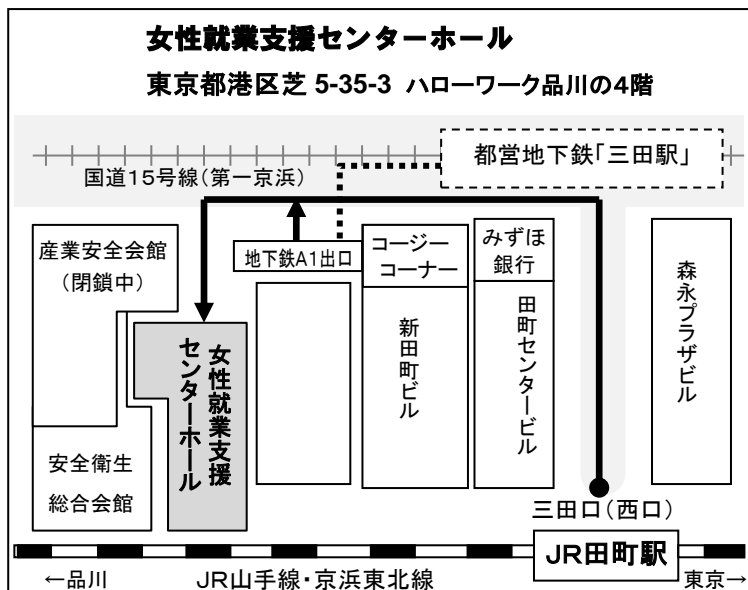 女性就業支援センターホール
東京都港区芝 5-35-3 ハローワーク品川の4階
都営地下鉄「三田駅」
国道15号線(第一京浜)
産業安全会館
(閉鎖中)
地下鉄A1出口
コージー
コーナー
みずほ
銀行
新田町ビル
田町センタービル
森永プラザビル
女性就業支援
センターホール
安全衛生
総合会館
三田口(西口)
JR田町駅
←品川
JR山手線・京浜東北線
東京→